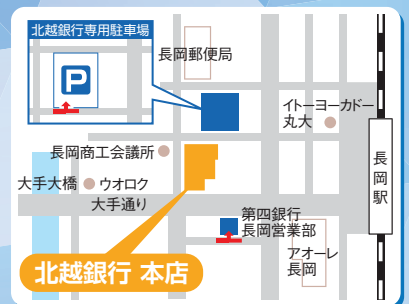 北越銀行専用駐車場
P
長岡郵便局
イトーヨーカドー
丸大
長岡商工会議所
大手大橋
ウオロク
大手通り
長岡駅
第四銀行
長岡営業部
アオーレ
長岡
北越銀行 本店